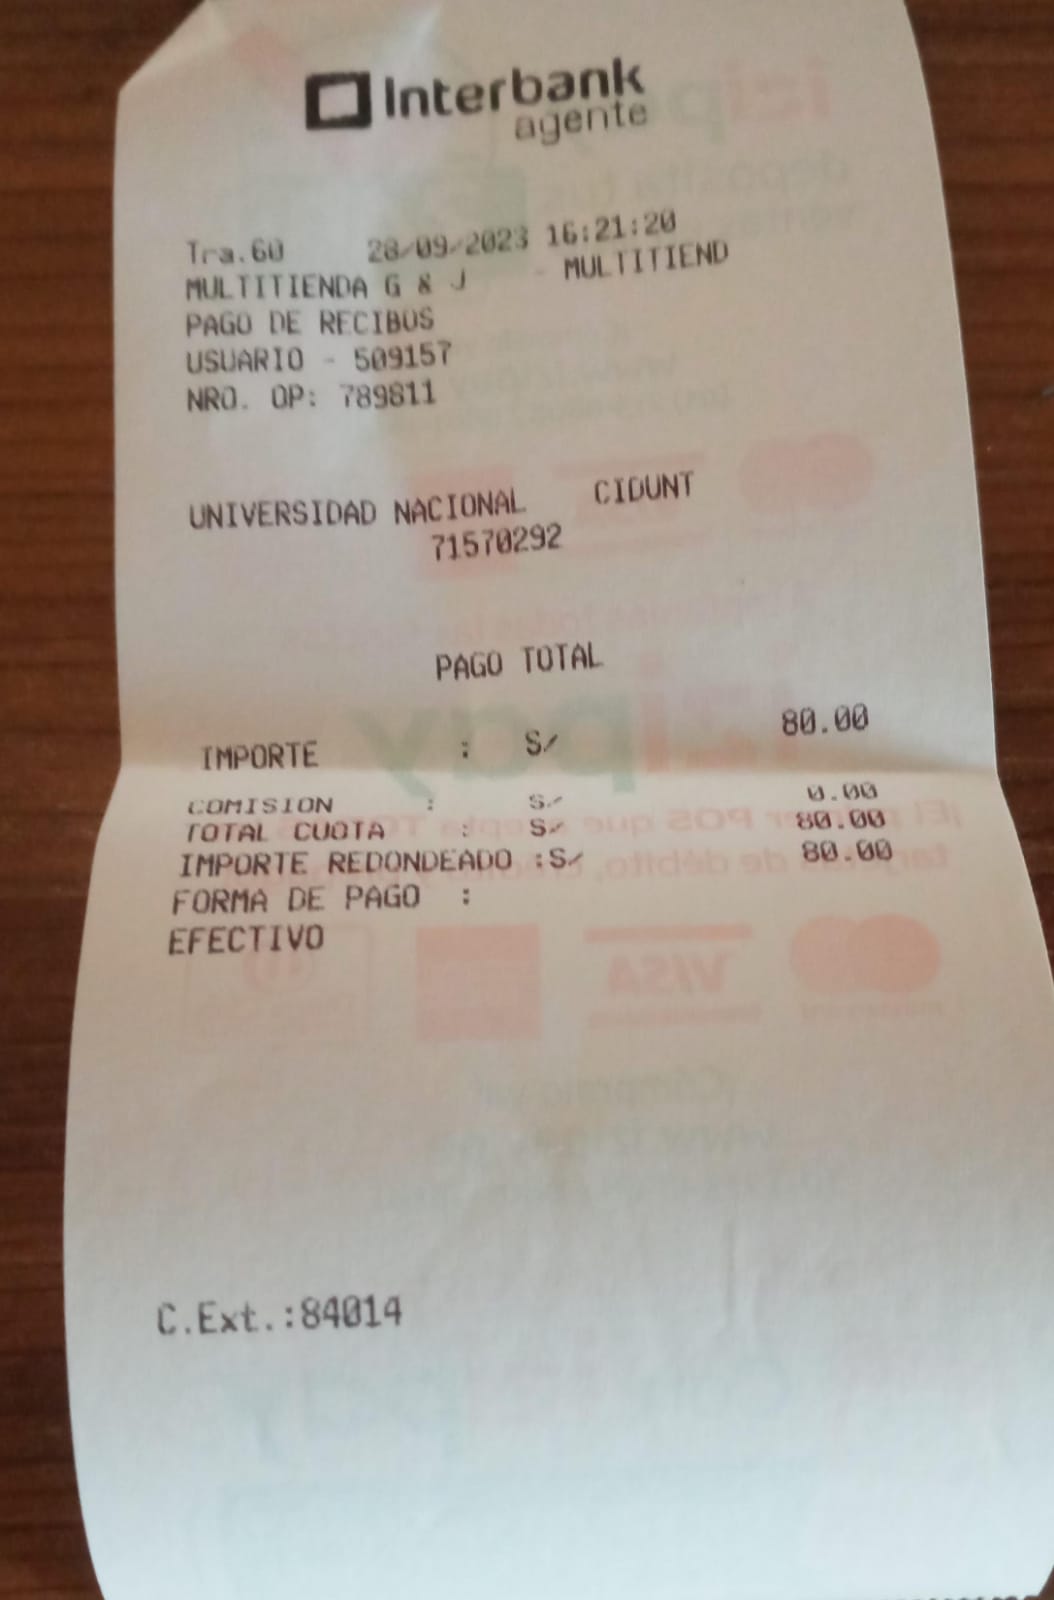 Interbank
agente
Tra.60 28/09/2023 16:21:20
MULTITIENDA G & J - MULTITIEND
PAGO DE RECIBOS
USUARIO - 509157
NRO. OP: 789811
UNIVERSIDAD NACIONAL CIDUNT
71570292
PAGO TOTAL
IMPORTE : S/ 80.00
COMISION : S/ 0.00
TOTAL CUOTA : S/ 80.00
IMPORTE REDONDEADO :S/ 80.00
FORMA DE PAGO :
EFECTIVO
C.Ext.:84014